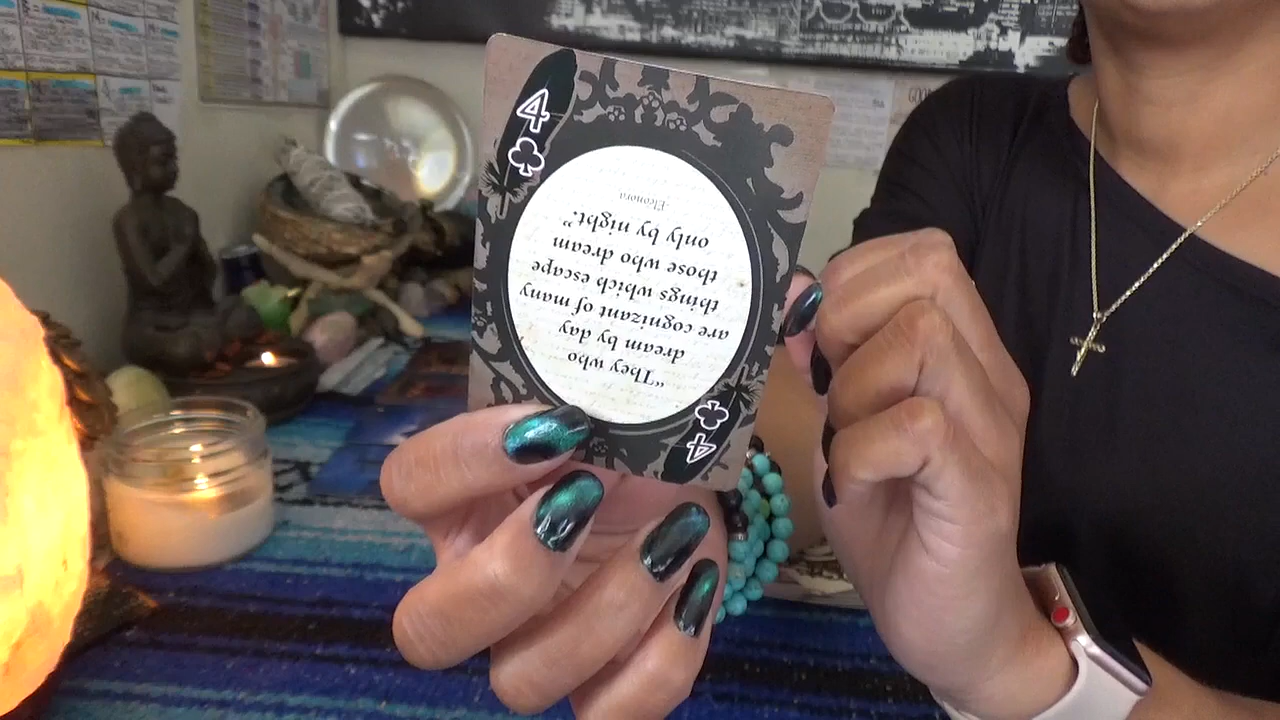 4
"They who
dream by day
are cognizant of many
things which escape
those who dream
only by night."
-Eleonora
4